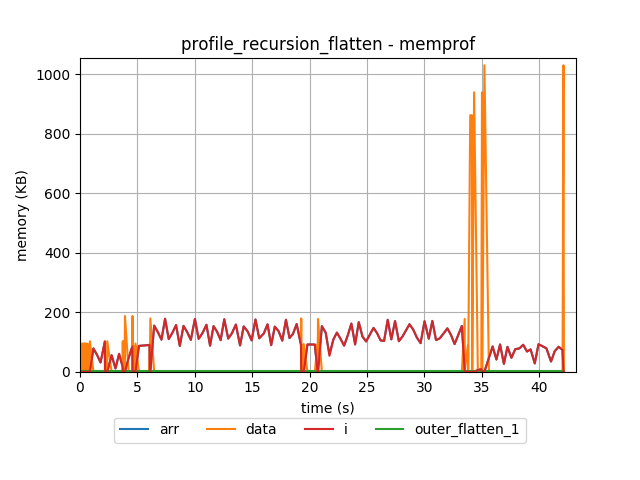 profile_recursion_flatten - memprof
memory (KB)
1000
800
600
400
200
0
0 5 10 15 20 25 30 35 40
time (s)
arr data i outer_flatten_1